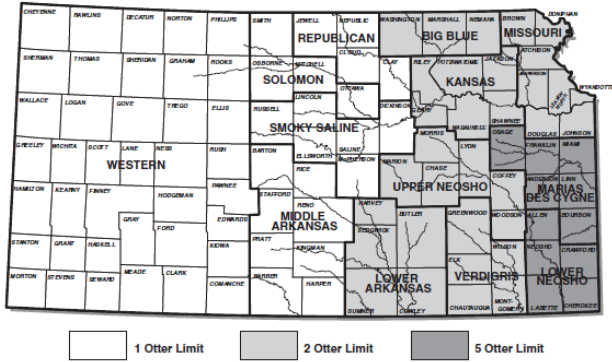 CHEYENNE RAWLINS DECATUR NORTON PHILLIPS SMITH JEWELL REPUBLIC WASHINGTON MARSHALL NEMAHA BROWN DONIPHAN
REPUBLICAN BIG BLUE MISSOURI
CLOUD ATCHISON
SHERMAN THOMAS SHERIDAN GRAHAM ROOKS OSBORNE MITCHELL CLAY RILEY POTTAWATOMIE JACKSON
SOLOMON KANSAS
WYANDOTTE
LINCOLN OTTAWA DICKINSON GEARY
WALLACE LOGAN GOVE TREGO ELLIS RUSSELL
SMOKY SALINE
SHAWNEE
WABAUNSEE OSAGE DOUGLAS JOHNSON
SALINE MORRIS LYON FRANKLIN MIAMI
GREELEY WICHITA SCOTT LANE NESS RUSH BARTON ELLSWORTH McPHERSON MARION CHASE COFFEY ANDERSON LINN
WESTERN UPPER NEOSHO MARIAS
DES CYGNE
RICE
HAMILTON KEARNY FINNEY HODGEMAN PAWNEE STAFFORD RENO HARVEY BUTLER GREENWOOD WOODSON ALLEN BOURBON
MIDDLE
ARKANSAS
GRAY FORD EDWARDS SEDGWICK
STANTON GRANT HASKELL KIOWA PRATT KINGMAN ELK WILSON NEOSHO CRAWFORD
LOWER
ARKANSAS VERDIGRIS LOWER
NEOSHO
MORTON STEVENS SEWARD MEADE CLARK COMANCHE BARBER HARPER SUMNER COWLEY CHAUTAUQUA MONT-
GOMERY LABETTE CHEROKEE
1 Otter Limit 2 Otter Limit 5 Otter Limit